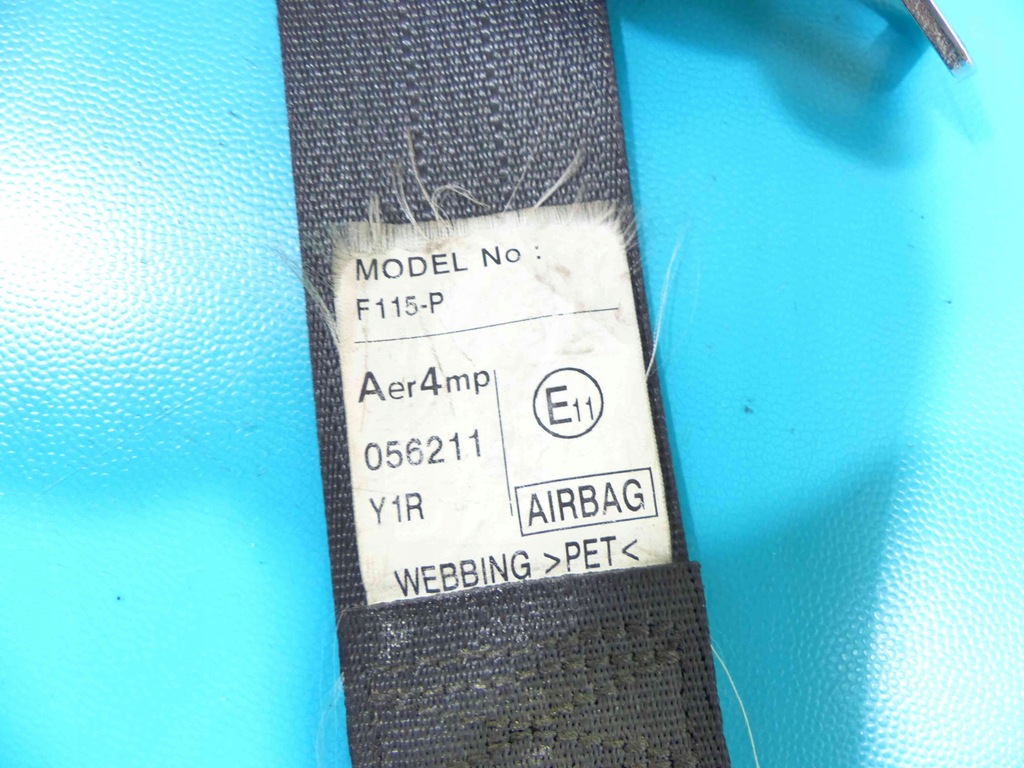 MODEL No :
F115-P
Aer4mp
E11
056211
Y1R
AIRBAG
WEBBING >PET<